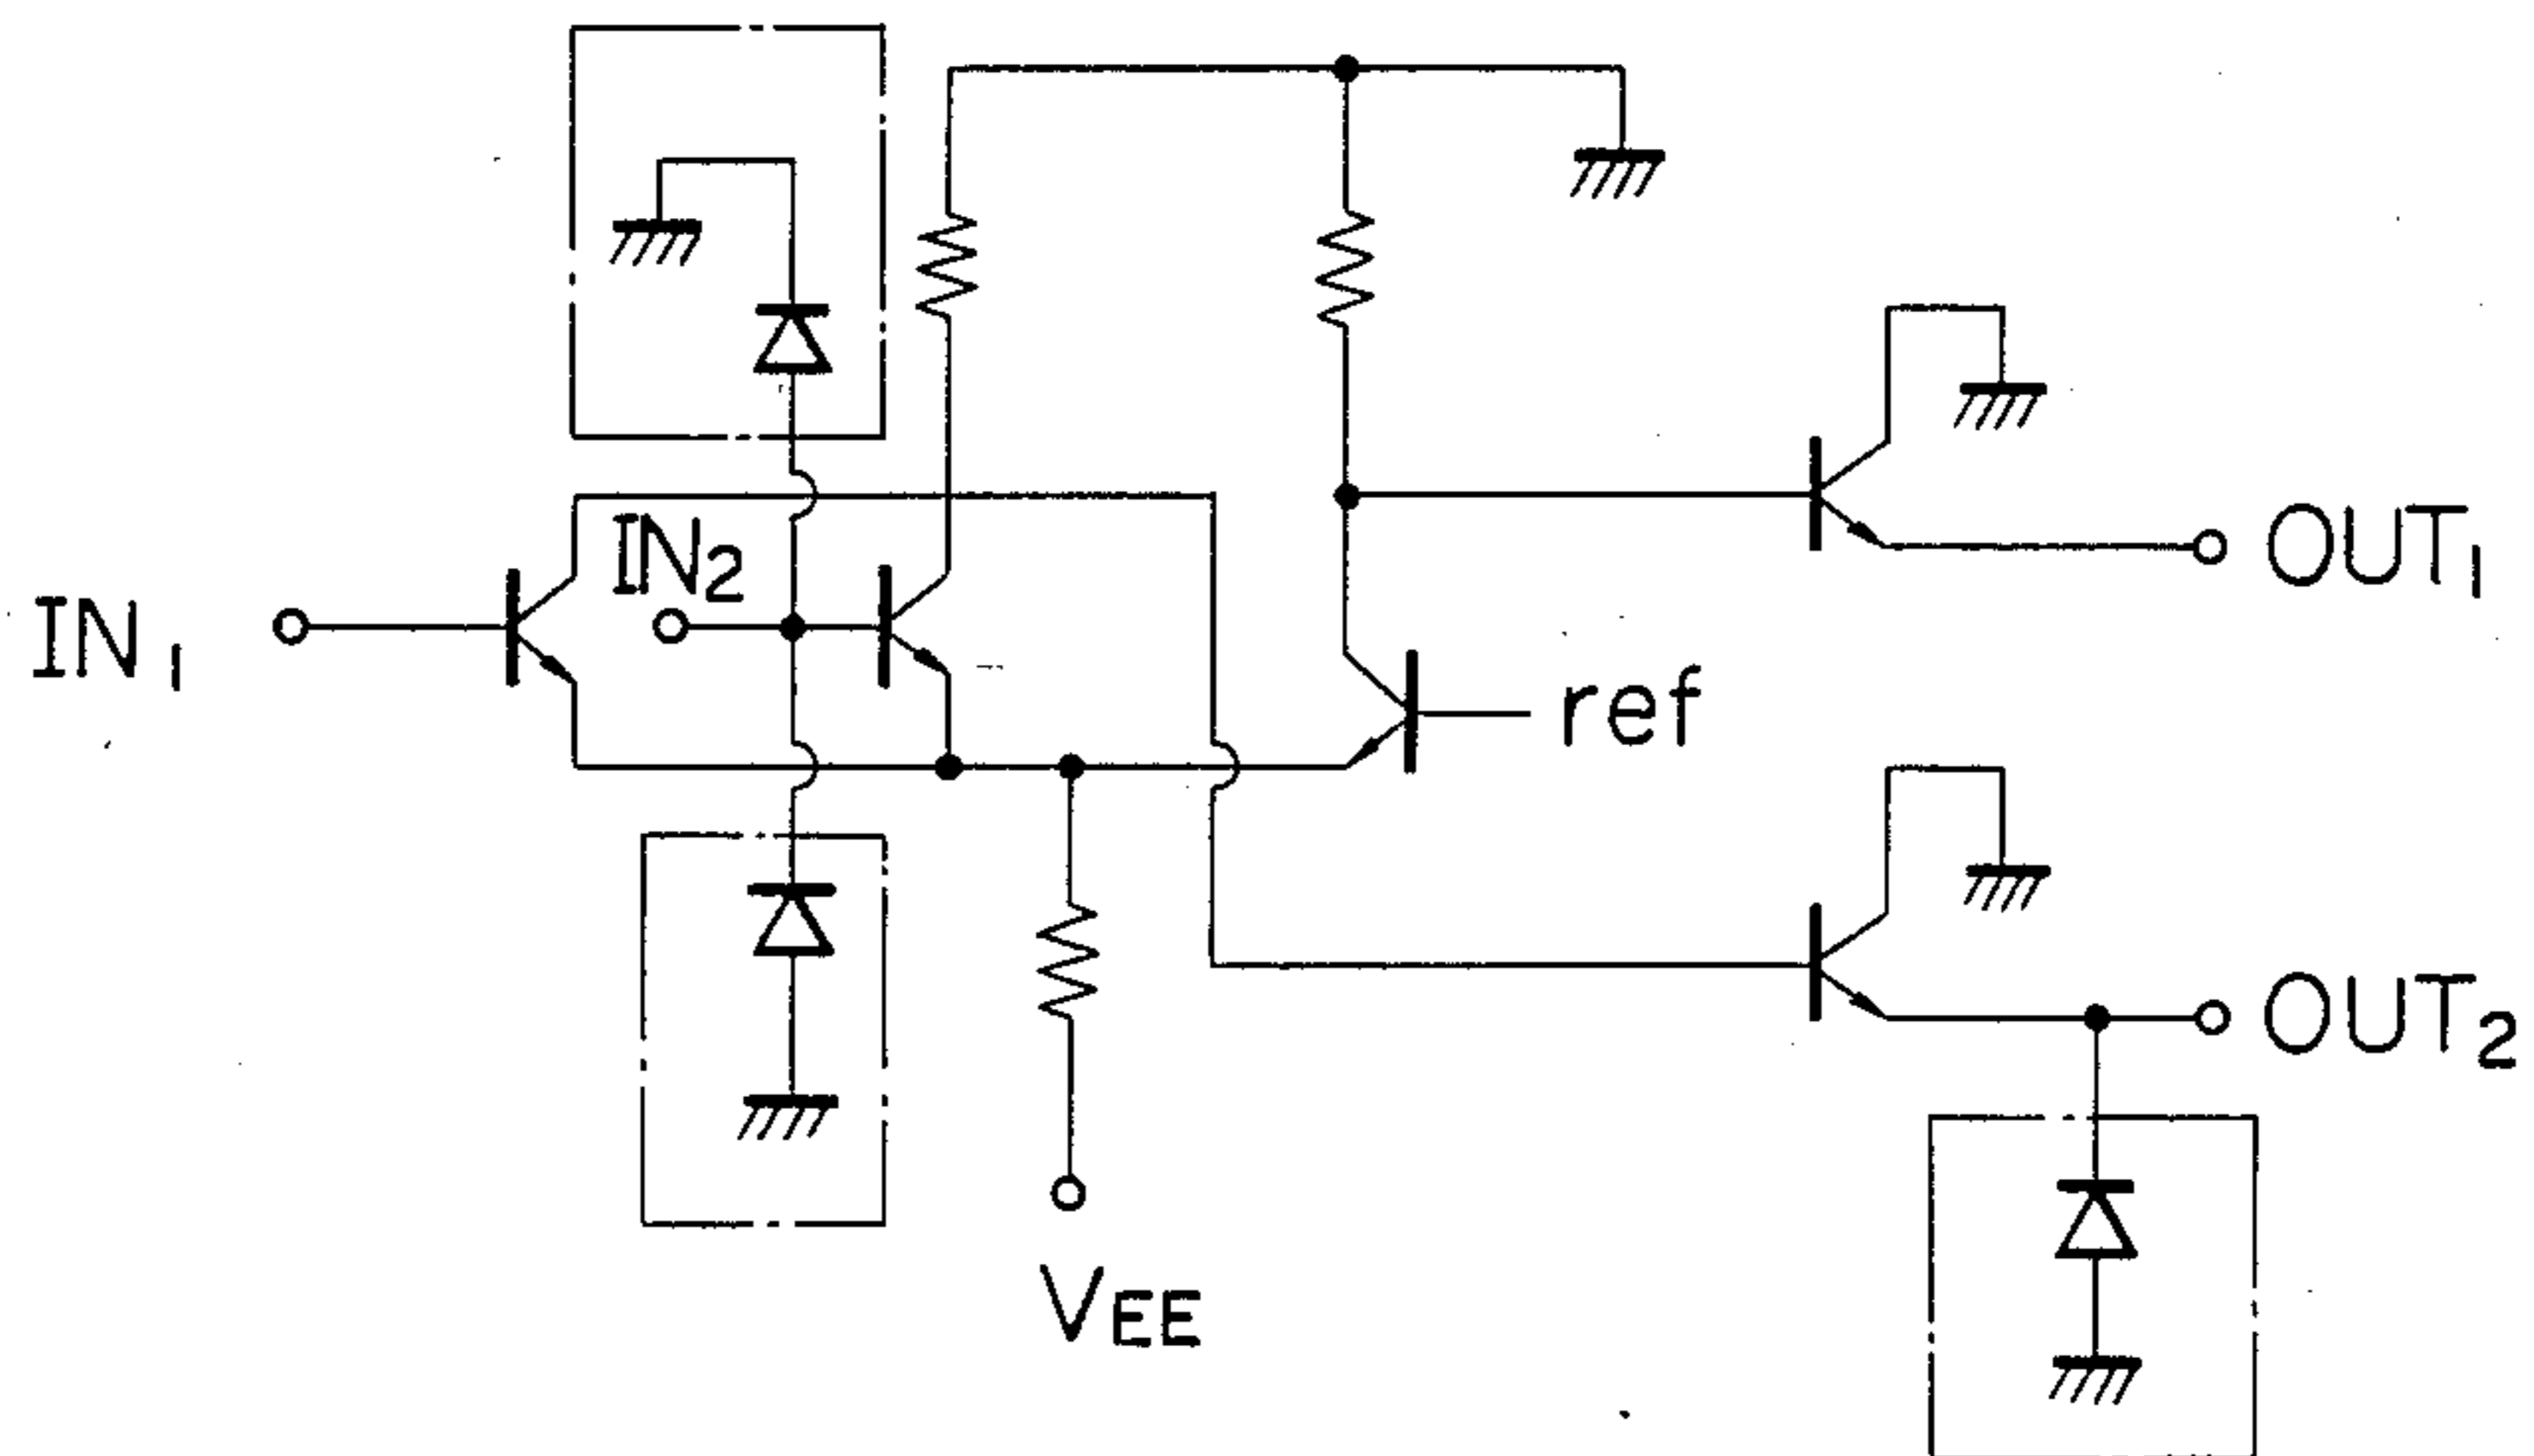 IN₂
OUT₁
IN₁
ref
OUT₂
VEE